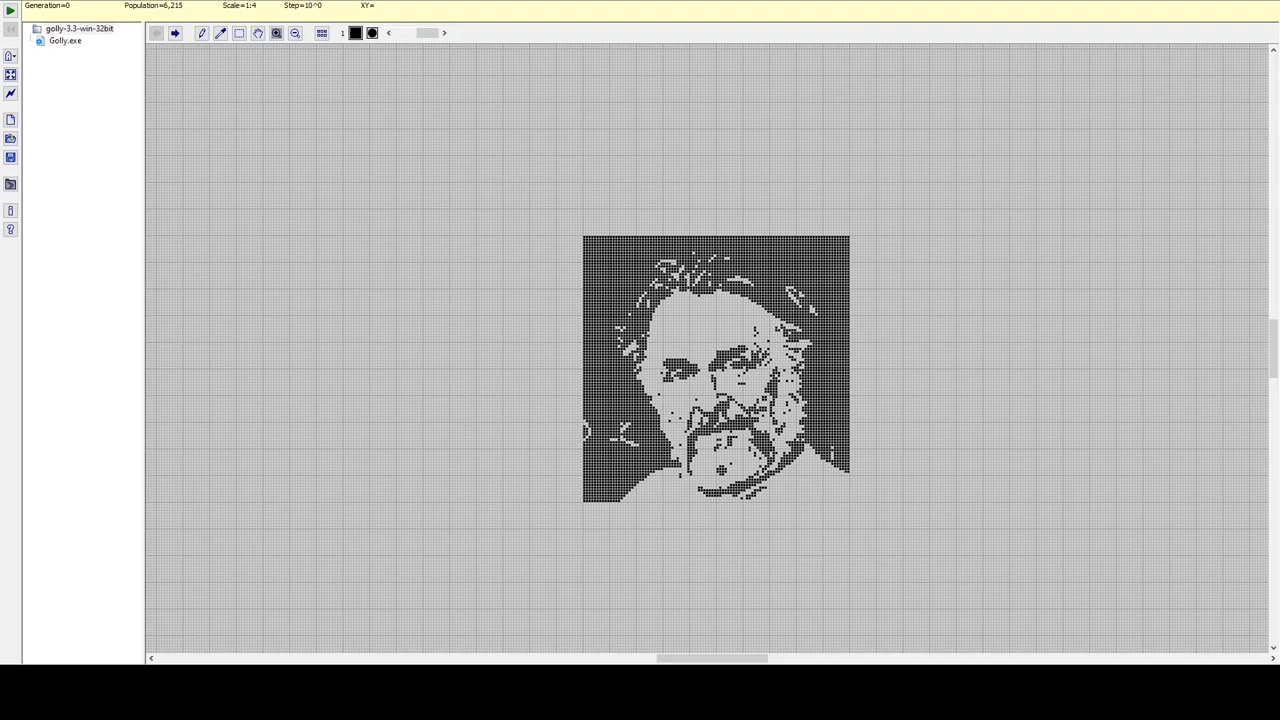 Generation=0 Population=6,215 Scale=1:4 Step=10^0 XY=
golly-3.3-win-32bit
Golly.exe
1